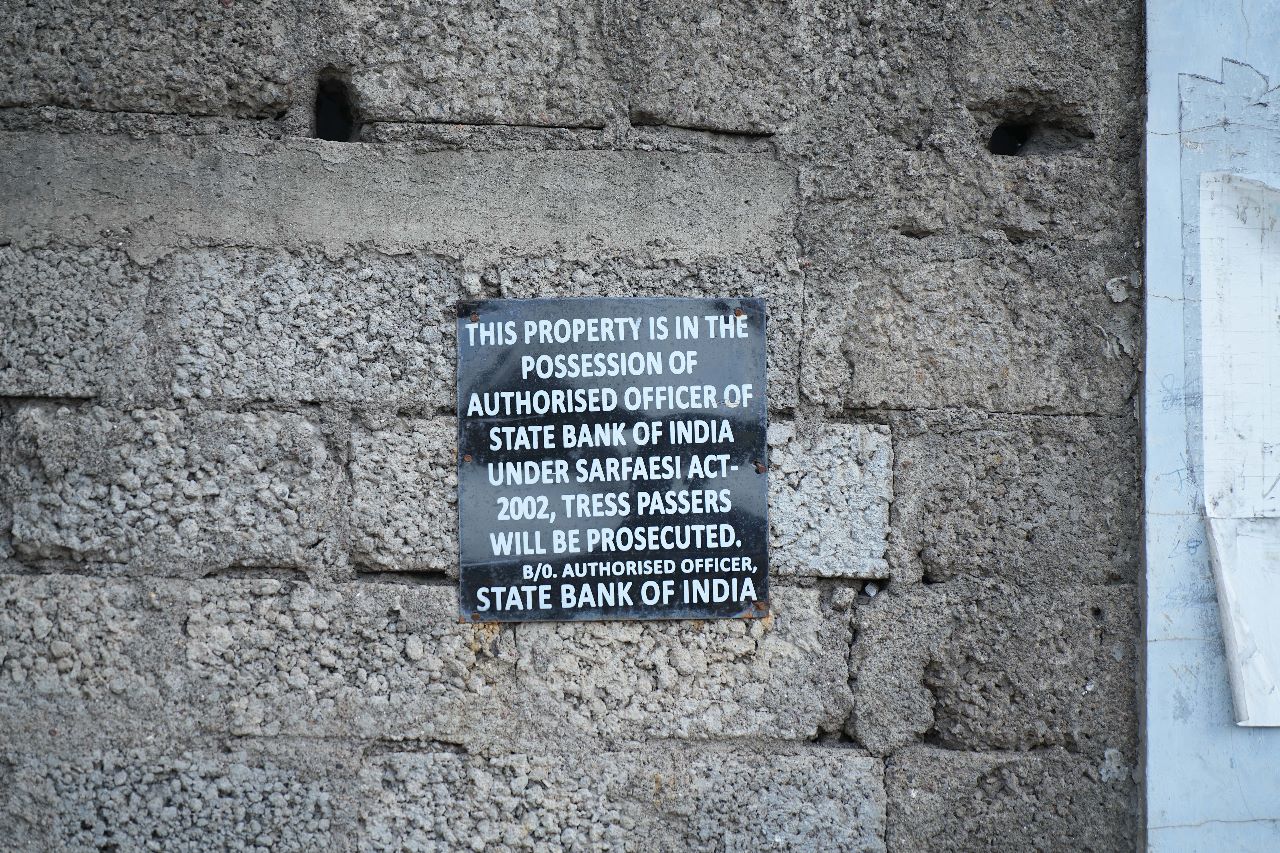 THIS PROPERTY IS IN THE
POSSESSION OF
AUTHORISED OFFICER OF
STATE BANK OF INDIA
UNDER SARFAESI ACT-
2002, TRESS PASSERS
WILL BE PROSECUTED.
B/O. AUTHORISED OFFICER,
STATE BANK OF INDIA